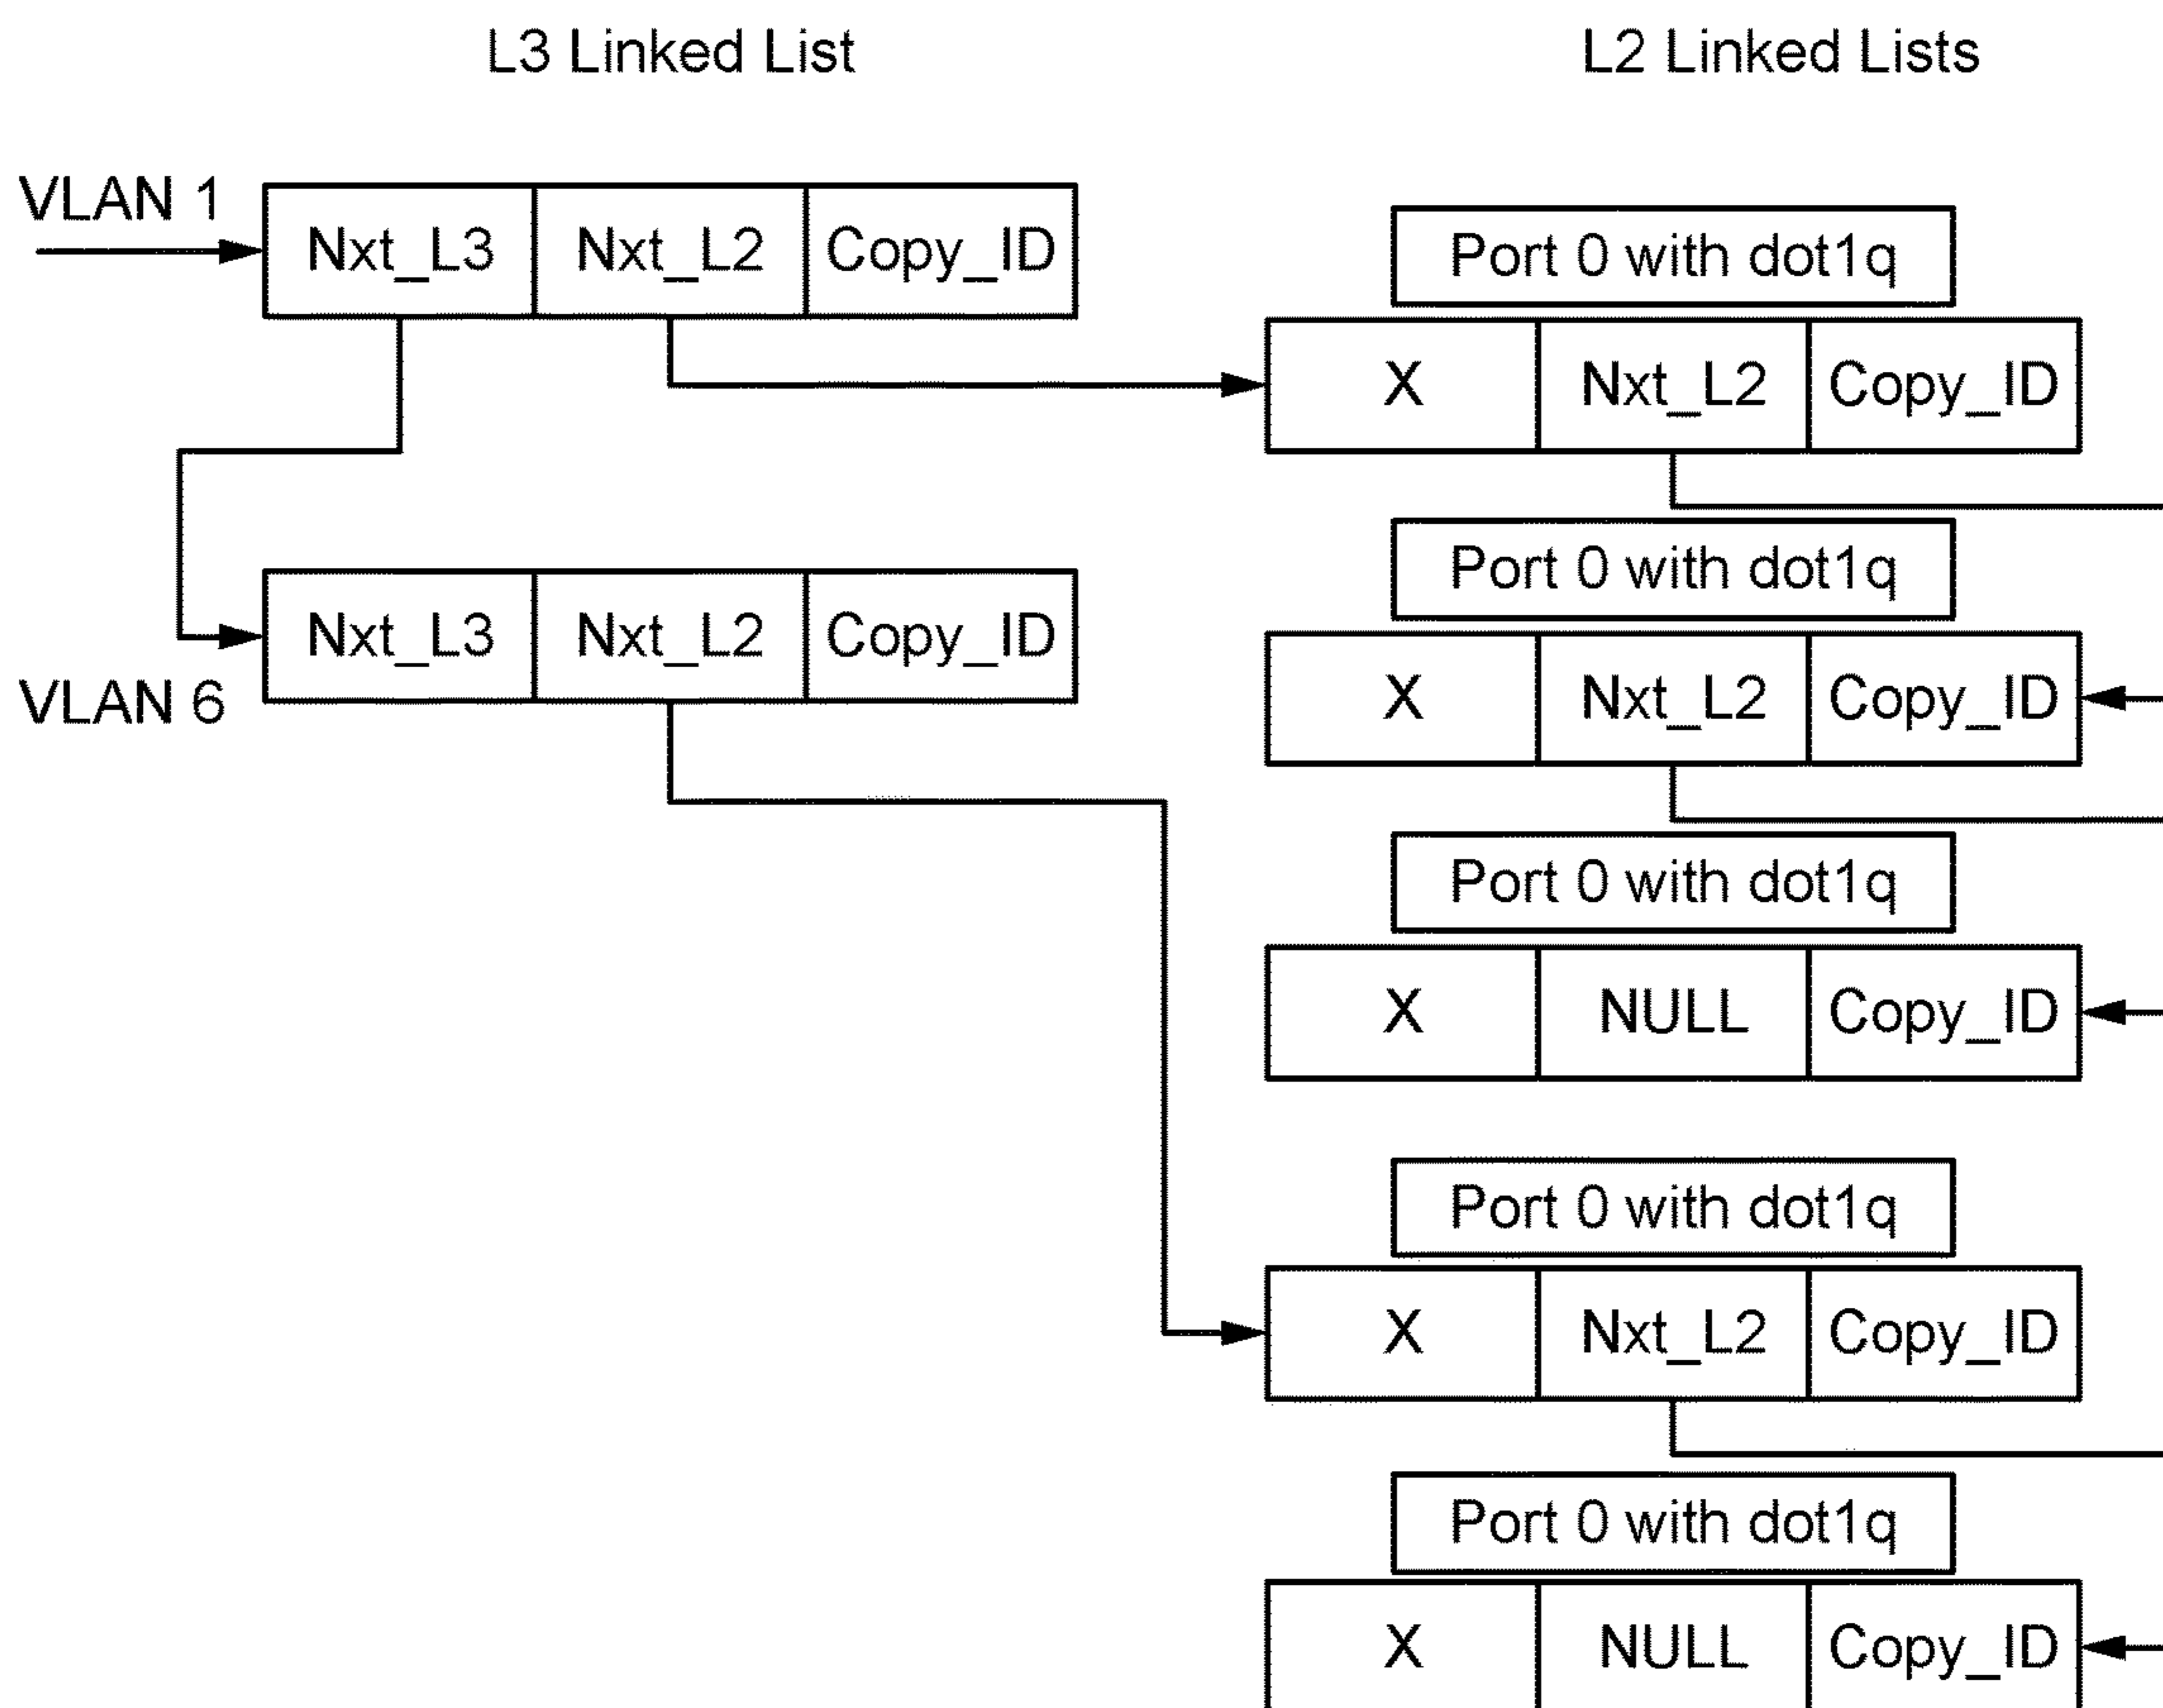 L3 Linked List
L2 Linked Lists
VLAN 1
Nxt_L3 Nxt_L2 Copy_ID
Port 0 with dot1q
X Nxt_L2 Copy_ID
Port 0 with dot1q
Nxt_L3 Nxt_L2 Copy_ID
VLAN 6
X Nxt_L2 Copy_ID
Port 0 with dot1q
X NULL Copy_ID
Port 0 with dot1q
X Nxt_L2 Copy_ID
Port 0 with dot1q
X NULL Copy_ID